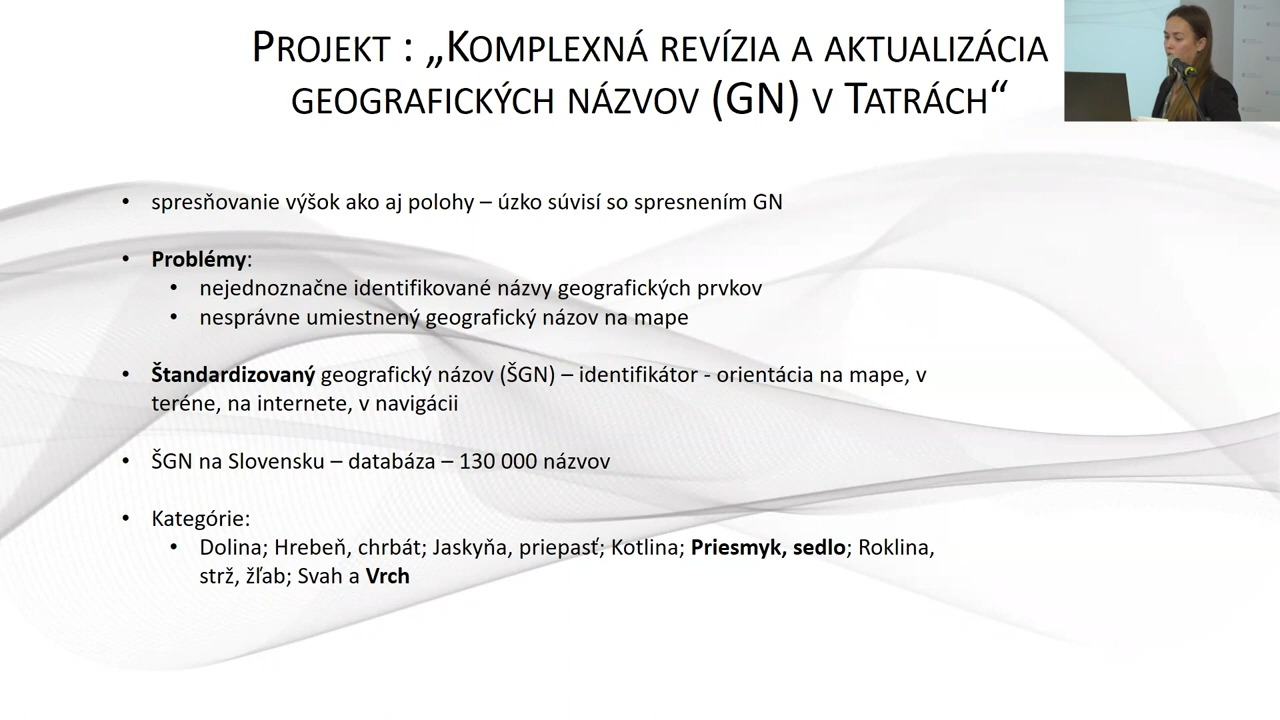 PROJEKT : „KOMPLEXNÁ REVÍZIA A AKTUALIZÁCIA
GEOGRAFICKÝCH NÁZVOV (GN) V TATRÁCH“
• spresňovanie výšok ako aj polohy – úzko súvisí so spresnením GN
• Problémy:
• nejednoznačne identifikované názvy geografických prvkov
• nesprávne umiestnený geografický názov na mape
• Štandardizovaný geografický názov (ŠGN) – identifikátor - orientácia na mape, v
teréne, na internete, v navigácii
• ŠGN na Slovensku – databáza – 130 000 názvov
• Kategórie:
• Dolina; Hrebeň, chrbát; Jaskyňa, priepasť; Kotlina; Priesmyk, sedlo; Roklina,
strž, žľab; Svah a Vrch